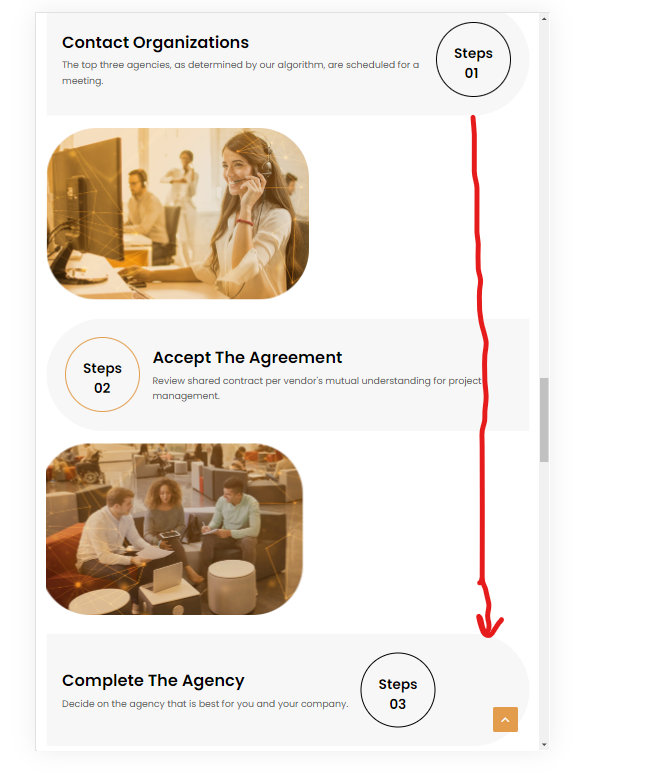 Contact Organizations
The top three agencies, as determined by our algorithm, are scheduled for a
meeting.
Steps
01
Steps
02
Accept The Agreement
Review shared contract per vendor's mutual understanding for project
management.
Complete The Agency
Decide on the agency that is best for you and your company.
Steps
03